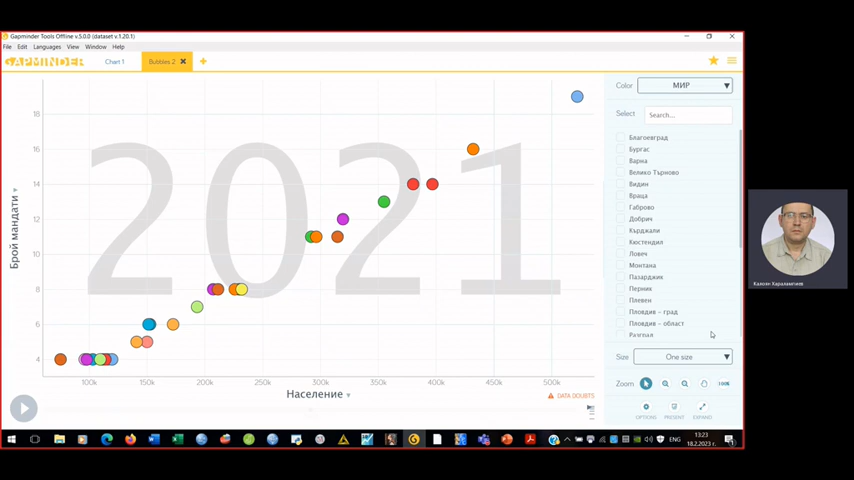 Gapminder Tools Offline v.5.0.0 (dataset v.1.20.1)
File Edit Languages View Window Help
GAPMINDER
Chart 1
Bubbles 2
Color
МИР
Select
Search...
Благоевград
Бургас
Варна
Велико Търново
Видин
Враца
Габрово
Добрич
Кърджали
Кюстендил
Ловеч
Монтана
Пазарджик
Перник
Плевен
Пловдив - град
Пловдив - област
Разград
Size
One size
Zoom
100%
OPTIONS
PRESENT
EXPAND
2021
Брой мандати
18
16
14
12
10
8
6
4
100k
150k
200k
250k
300k
350k
400k
450k
500k
Население
DATA DOUBTS
Калоян Харалампиев
ENG
13:23
18.2.2023 г.